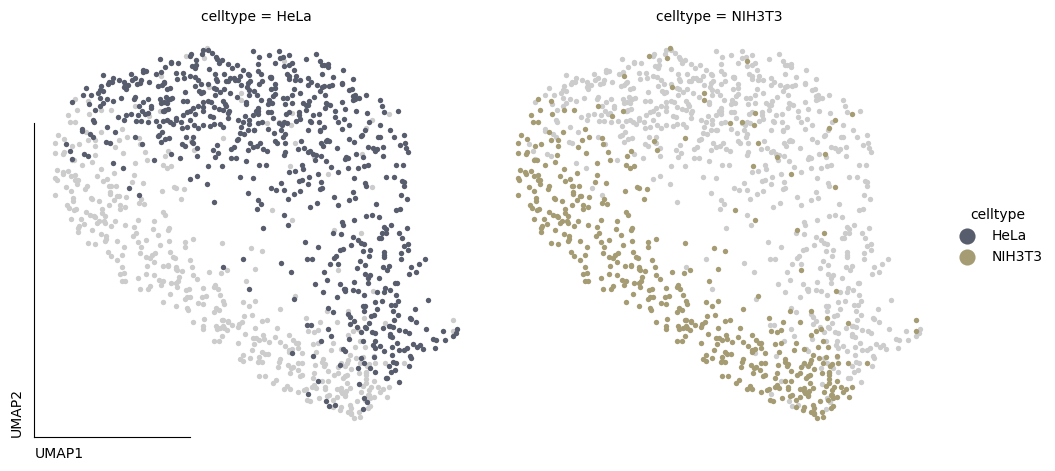 celltype = HeLa
celltype = NIH3T3
celltype
HeLa
NIH3T3
UMAP2
UMAP1